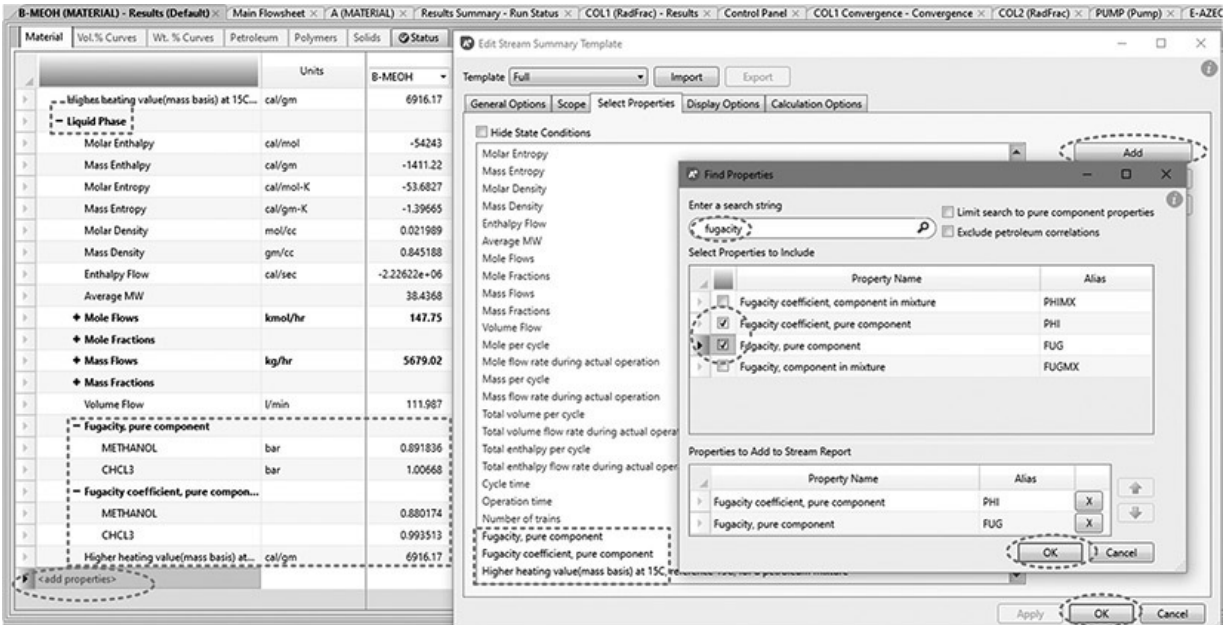 B-MEOH (MATERIAL) - Results (Default) × Main Flowsheet × A (MATERIAL) × Results Summary - Run Status × COL1 (RadFrac) - Results × Control Panel × COL1 Convergence - Convergence × COL2 (RadFrac) × PUMP (Pump) × E-AZEC
Material Vol.% Curves Wt. % Curves Petroleum Polymers Solids Status
Units B-MEOH
Highes heating value(mass basis) at 15C... cal/gm 6916.17
− Liquid Phase
Molar Enthalpy cal/mol -54243
Mass Enthalpy cal/gm -1411.22
Molar Entropy cal/mol-K -53.6827
Mass Entropy cal/gm-K -1.39665
Molar Density mol/cc 0.021989
Mass Density gm/cc 0.845188
Enthalpy Flow cal/sec -2.22622e+06
Average MW 38.4368
+ Mole Flows kmol/hr 147.75
+ Mole Fractions
+ Mass Flows kg/hr 5679.02
+ Mass Fractions
Volume Flow l/min 111.987
− Fugacity, pure component
METHANOL bar 0.891836
CHCL3 bar 1.00668
− Fugacity coefficient, pure compon...
METHANOL 0.880174
CHCL3 0.993513
Higher heating value(mass basis) at... cal/gm 6916.17
<add properties>
Edit Stream Summary Template
Template Full Import Export
General Options Scope Select Properties Display Options Calculation Options
Hide State Conditions
Add
Molar Entropy
Mass Entropy
Molar Density
Mass Density
Enthalpy Flow
Average MW
Mole Flows
Mole Fractions
Mass Flows
Mass Fractions
Volume Flow
Mole per cycle
Mole flow rate during actual operation
Mass per cycle
Mass flow rate during actual operation
Total volume per cycle
Total volume flow rate during actual opera
Total enthalpy per cycle
Total enthalpy flow rate during actual oper
Cycle time
Operation time
Number of trains
Fugacity, pure component
Fugacity coefficient, pure component
Higher heating value(mass basis) at 15C, reference 15C, for a petroleum mixture
Find Properties
Enter a search string
fugacity
Limit search to pure component properties
Exclude petroleum correlations
Select Properties to Include
Property Name Alias
Fugacity coefficient, component in mixture PHIMX
Fugacity coefficient, pure component PHI
Fugacity, pure component FUG
Fugacity, component in mixture FUGMX
Properties to Add to Stream Report
Property Name Alias
Fugacity coefficient, pure component PHI X
Fugacity, pure component FUG X
OK Cancel
Apply OK Cancel